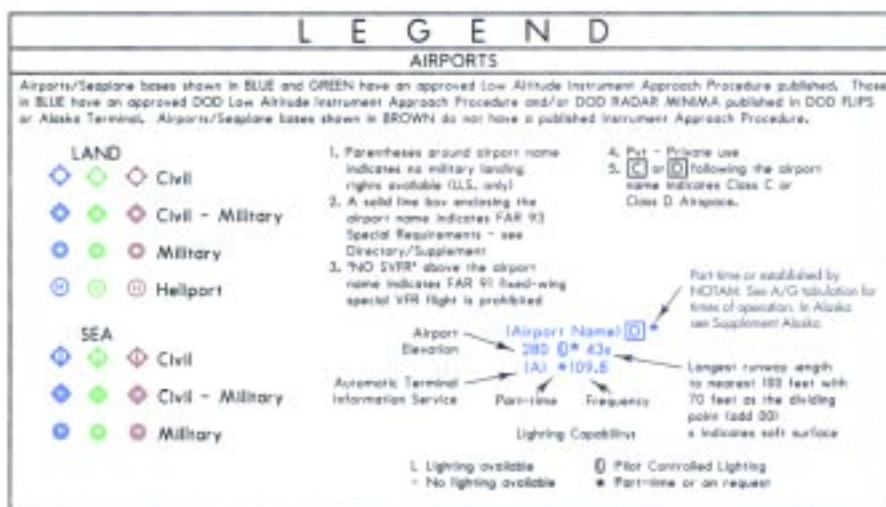 LEGEND
AIRPORTS
Airports/Seaplane bases shown in BLUE and GREEN have an approved Low Altitude Instrument Approach Procedure published. Those
in BLUE have an approved DOD Low Altitude Instrument Approach Procedure and/or DOD RADAR MINIMA published in DOD FLIPS
or Alaska Terminal. Airports/Seaplane bases shown in BROWN do not have a published Instrument Approach Procedure.
LAND
Civil
Civil - Military
Military
H H H Heliport
SEA
Civil
Civil - Military
Military
1. Parentheses around airport name
indicates no military landing
rights available (U.S. only)
2. A solid line box enclosing the
airport name indicates FAR 93
Special Requirements - see
Directory/Supplement
3. "NO SVFR" above the airport
name indicates FAR 91 fixed-wing
special VFR flight is prohibited
4. Pvt - Private use
5. C or D following the airport
name indicates Class C or
Class D Airspace.
Part-time or established by
NOTAM. See A/G tabulation for
times of operation. In Alaska
see Supplement Alaska
Airport
Elevation
(Airport Name) D *
280 L * 43s
(A) *109.8
Automatic Terminal
Information Service
Part-time
Frequency
Longest runway length
to nearest 100 feet with
70 feet as the dividing
point (add 00)
s indicates soft surface
Lighting Capability:
L Lighting available
- No lighting available
L Pilot Controlled Lighting
* Part-time or on request